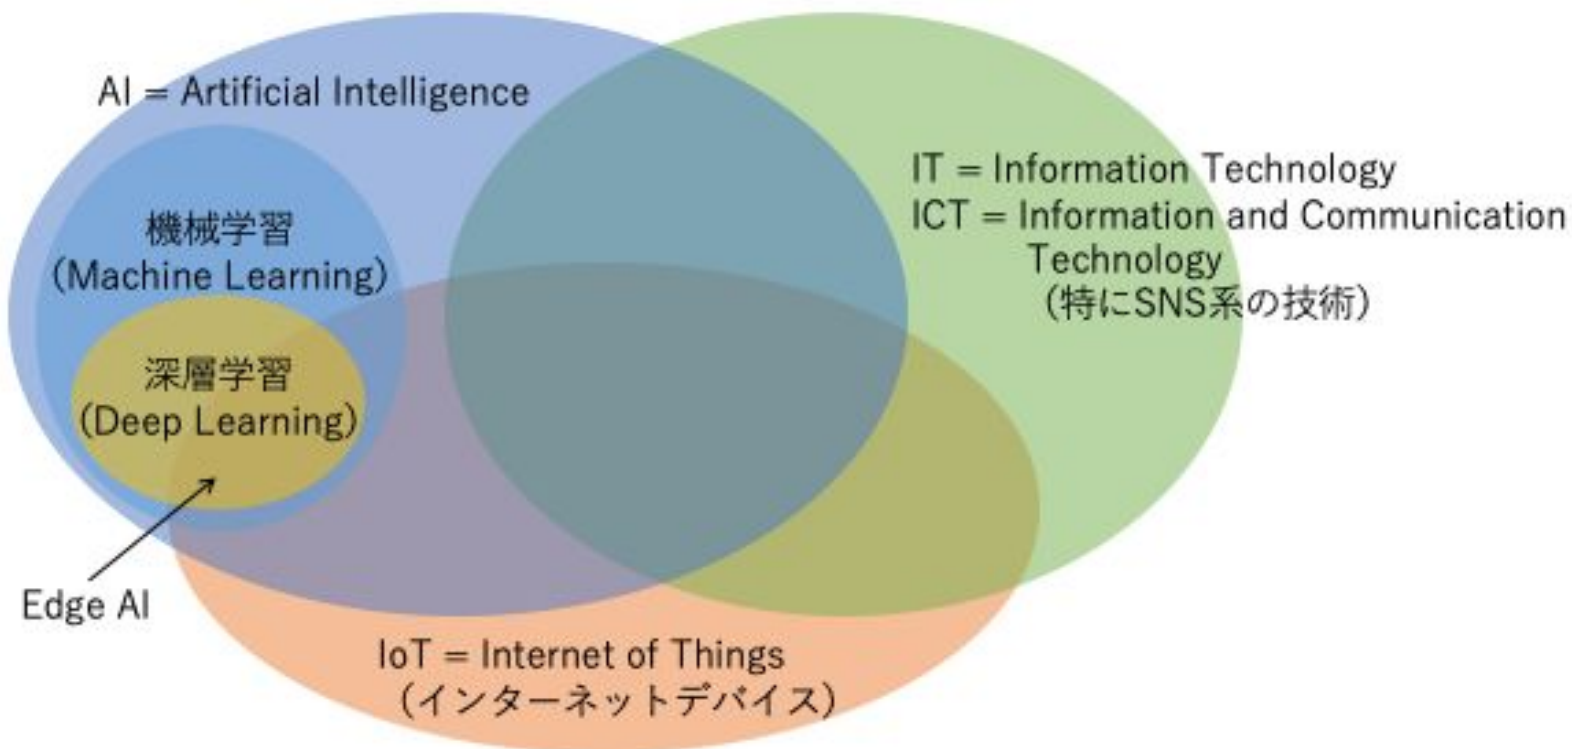 AI = Artificial Intelligence
機械学習
(Machine Learning)
深層学習
(Deep Learning)
Edge AI
IT = Information Technology
ICT = Information and Communication
Technology
(特にSNS系の技術)
IoT = Internet of Things
(インターネットデバイス)